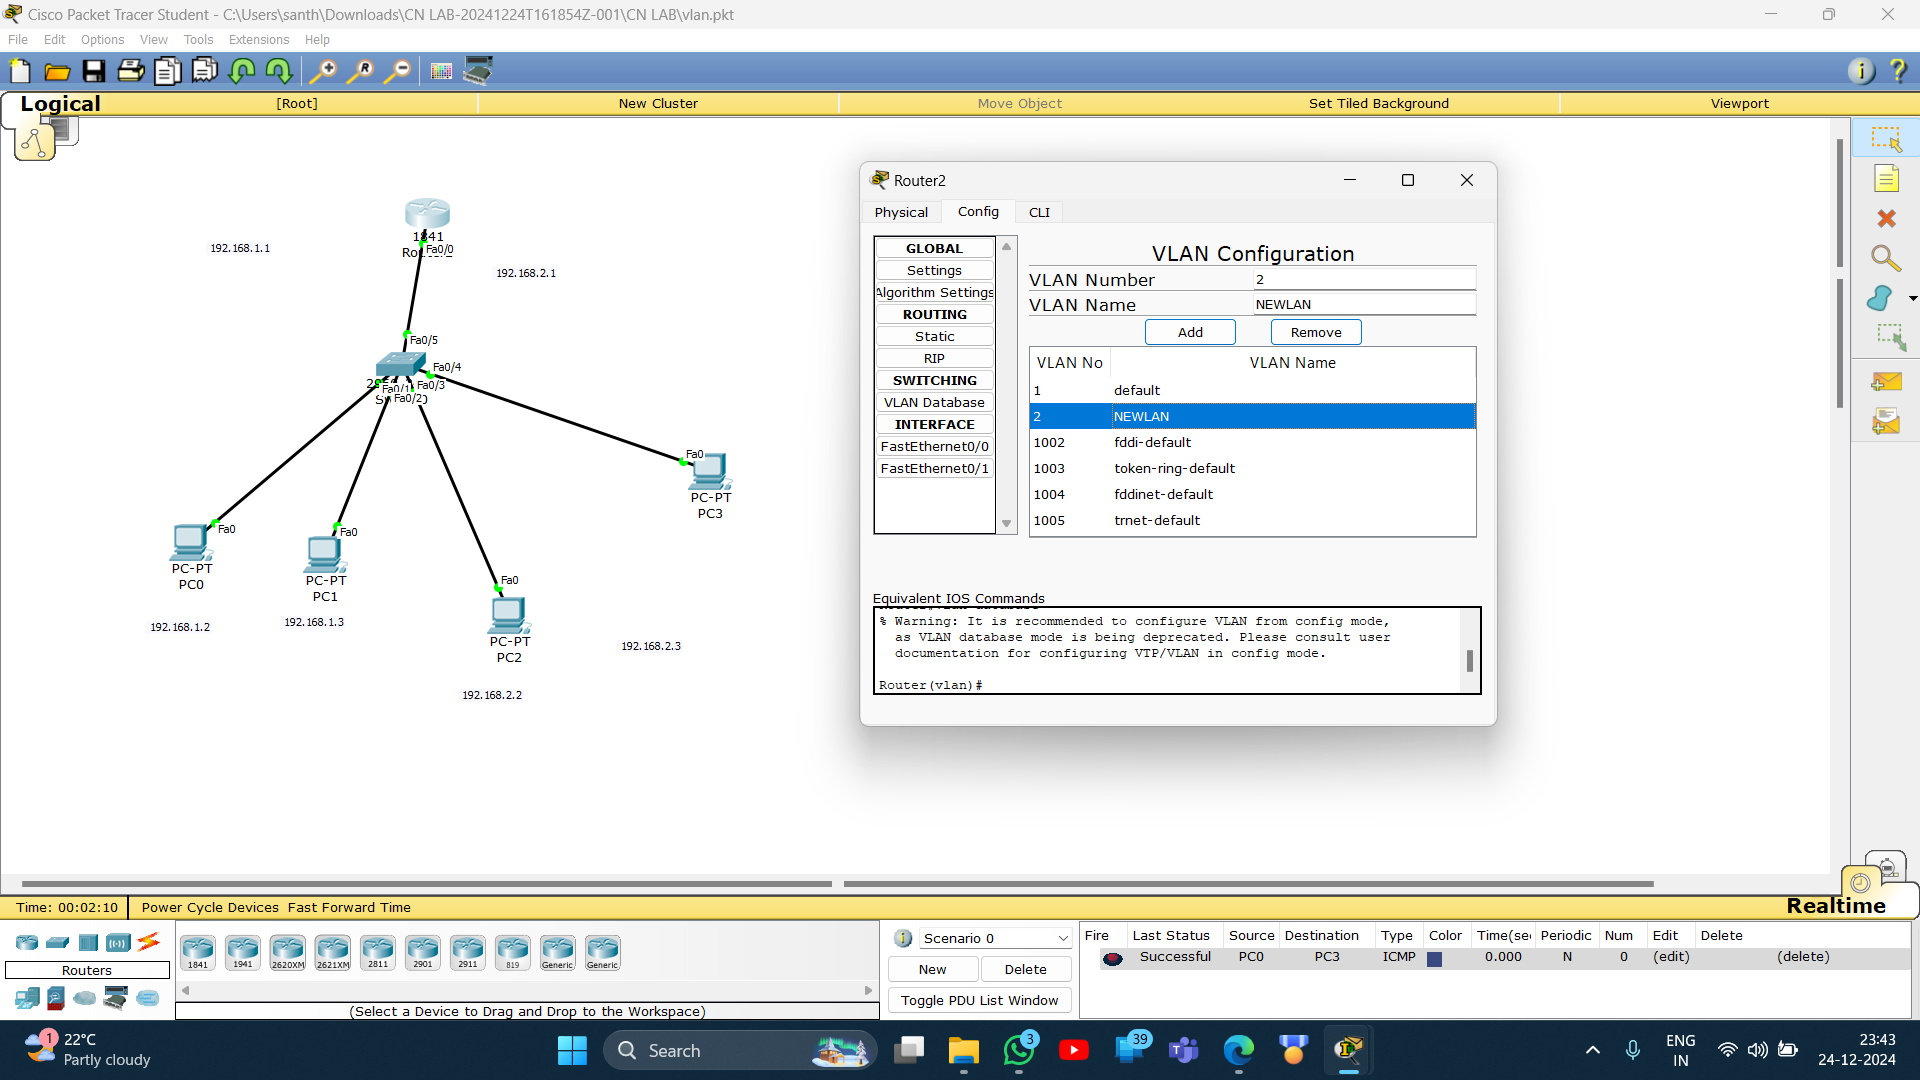 Cisco Packet Tracer Student - C:\Users\santh\Downloads\CN LAB-20241224T161854Z-001\CN LAB\vlan.pkt
File Edit Options View Tools Extensions Help
Logical [Root] New Cluster Move Object Set Tiled Background Viewport
192.168.1.1
1841
Fa0/0
192.168.2.1
Fa0/5
Fa0/4
Fa0/3
Fa0/1
Fa0/2
Fa0
PC-PT
PC3
Fa0
PC-PT
PC0
Fa0
PC-PT
PC1
Fa0
PC-PT
PC2
192.168.1.2
192.168.1.3
192.168.2.3
192.168.2.2
Router2
Physical Config CLI
GLOBAL
Settings
Algorithm Settings
ROUTING
Static
RIP
SWITCHING
VLAN Database
INTERFACE
FastEthernet0/0
FastEthernet0/1
VLAN Configuration
VLAN Number 2
VLAN Name NEWLAN
Add Remove
VLAN No VLAN Name
1 default
2 NEWLAN
1002 fddi-default
1003 token-ring-default
1004 fddinet-default
1005 trnet-default
Equivalent IOS Commands
% Warning: It is recommended to configure VLAN from config mode,
as VLAN database mode is being deprecated. Please consult user
documentation for configuring VTP/VLAN in config mode.
Router(vlan)#
Time: 00:02:10 Power Cycle Devices Fast Forward Time
Realtime
Routers
1841 1941 2620XM 2621XM 2811 2901 2911 819 Generic Generic
(Select a Device to Drag and Drop to the Workspace)
Scenario 0
New Delete
Toggle PDU List Window
Fire Last Status Source Destination Type Color Time(sec Periodic Num Edit Delete
Successful PC0 PC3 ICMP 0.000 N 0 (edit) (delete)
1 22°C
Partly cloudy
Search
3
39
ENG
IN
23:43
24-12-2024